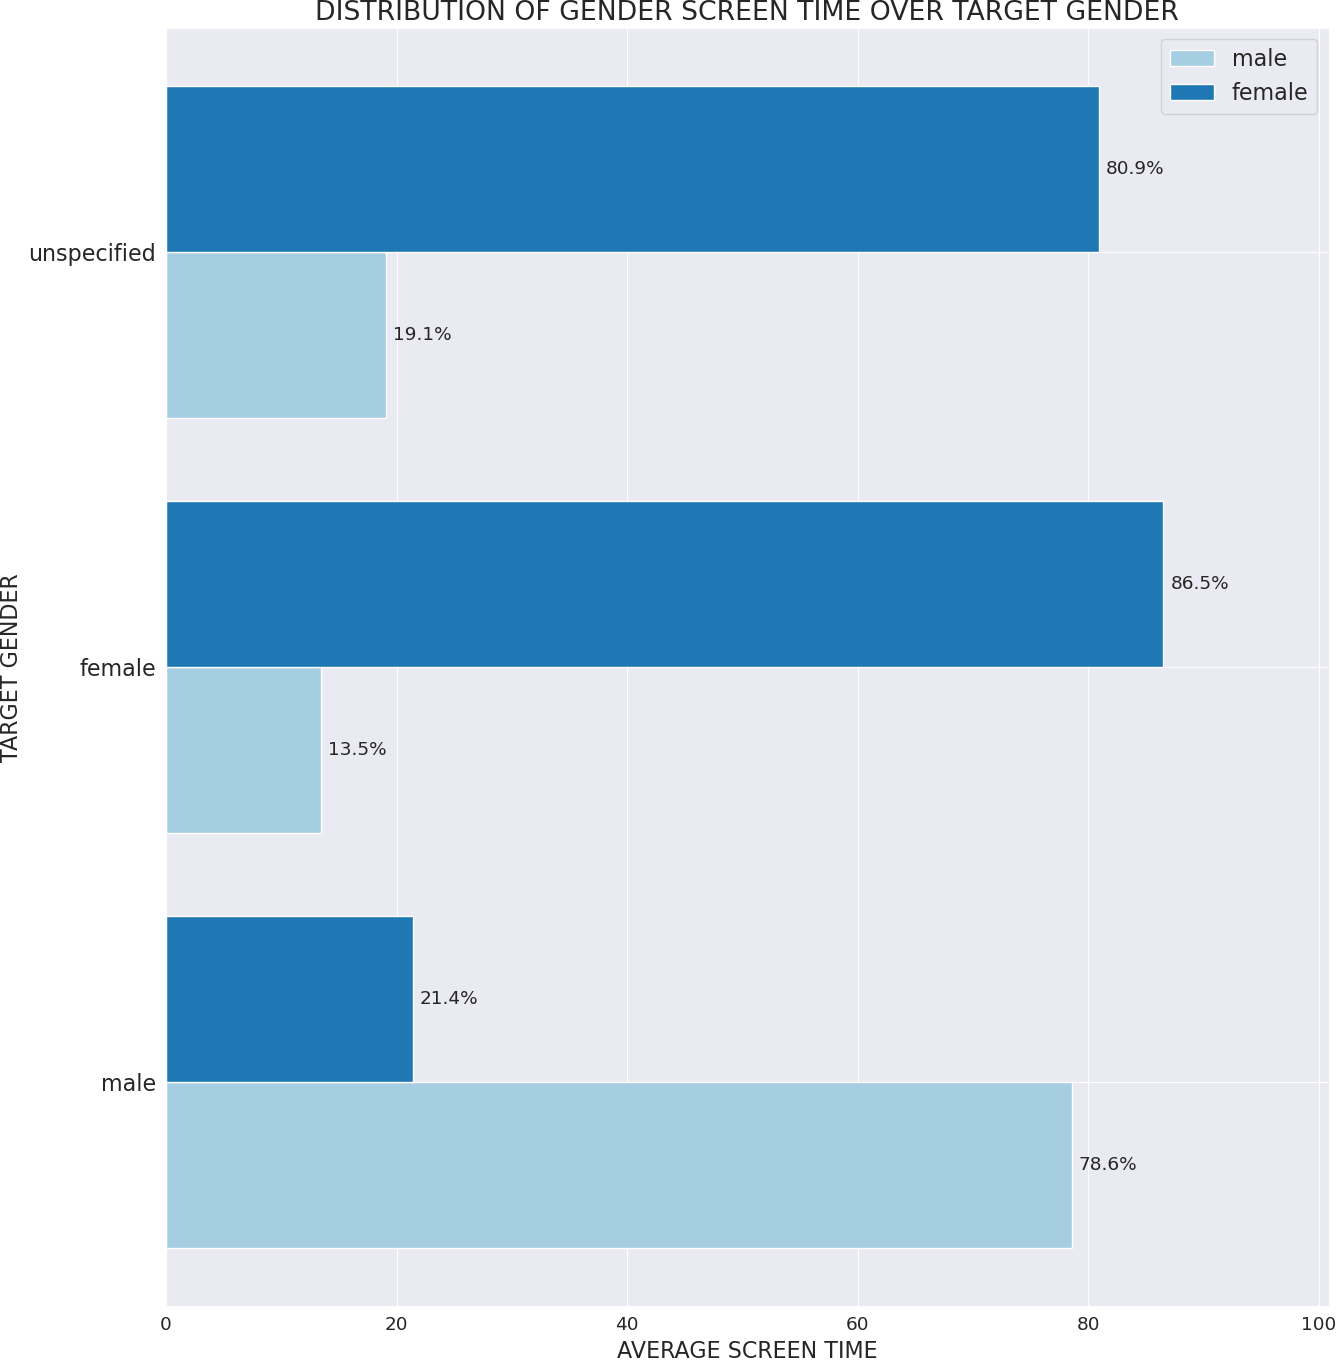 DISTRIBUTION OF GENDER SCREEN TIME OVER TARGET GENDER
male
female
80.9%
unspecified
19.1%
86.5%
female
13.5%
TARGET GENDER
21.4%
male
78.6%
0 20 40 60 80 100
AVERAGE SCREEN TIME